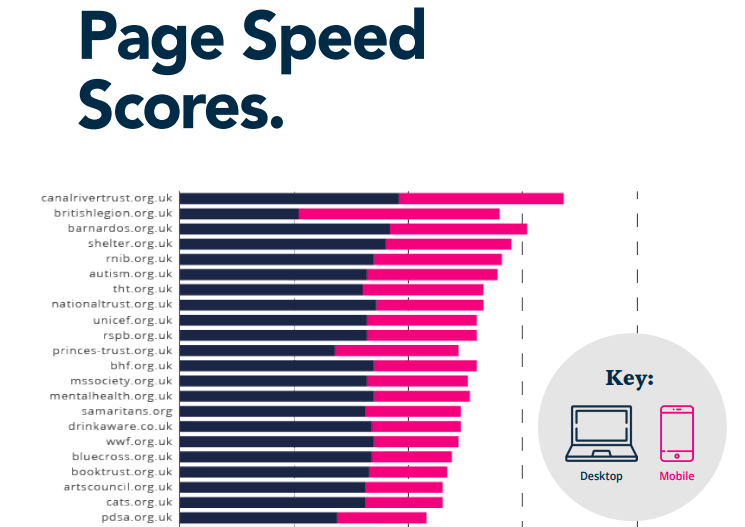 Page Speed
Scores.
canalrivertrust.org.uk
britishlegion.org.uk
barnardos.org.uk
shelter.org.uk
rnib.org.uk
autism.org.uk
tht.org.uk
nationaltrust.org.uk
unicef.org.uk
rspb.org.uk
princes-trust.org.uk
bhf.org.uk
mssociety.org.uk
mentalhealth.org.uk
samaritans.org
drinkaware.co.uk
wwf.org.uk
bluecross.org.uk
booktrust.org.uk
artscouncil.org.uk
cats.org.uk
pdsa.org.uk
Key:
Desktop
Mobile